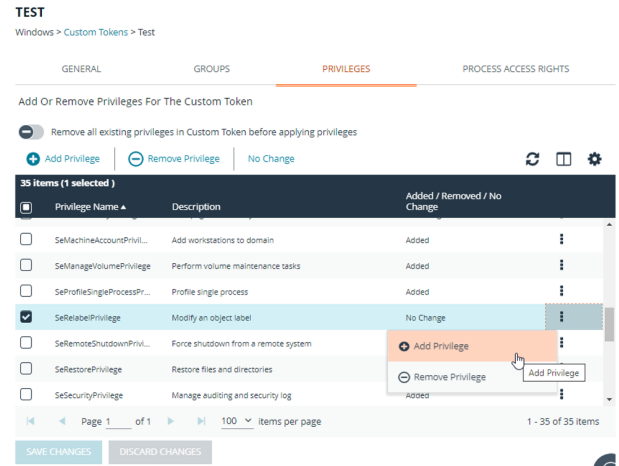 TEST
Windows > Custom Tokens > Test
GENERAL GROUPS PRIVILEGES PROCESS ACCESS RIGHTS
Add Or Remove Privileges For The Custom Token
Remove all existing privileges in Custom Token before applying privileges
Add Privilege Remove Privilege No Change
35 items (1 selected )
Privilege Name Description Added / Removed / No Change
SeMachineAccountPrivil... Add workstations to domain Added
SeManageVolumePrivilege Perform volume maintenance tasks Added
SeProfileSingleProcessPr... Profile single process Added
SeRelabelPrivilege Modify an object label No Change
SeRemoteShutdownPrivi... Force shutdown from a remote system
Add Privilege
Add Privilege
SeRestorePrivilege Restore files and directories
Remove Privilege
SeSecurityPrivilege Manage auditing and security log Added
Page 1 of 1 100 items per page 1 - 35 of 35 items
SAVE CHANGES DISCARD CHANGES